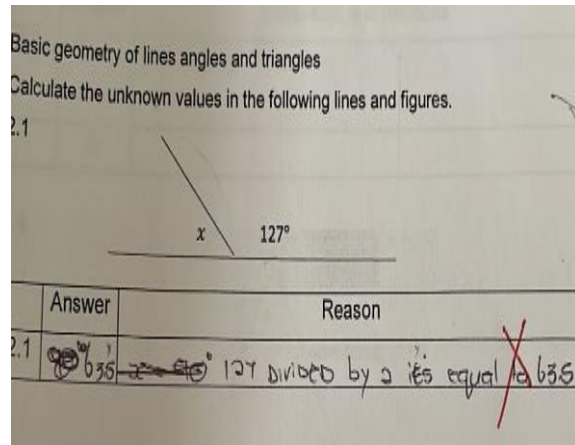 Basic geometry of lines angles and triangles
Calculate the unknown values in the following lines and figures.
2.1
x 127°
Answer Reason
2.1 63,5 127 DiviDED by 2 is equal to 63.5